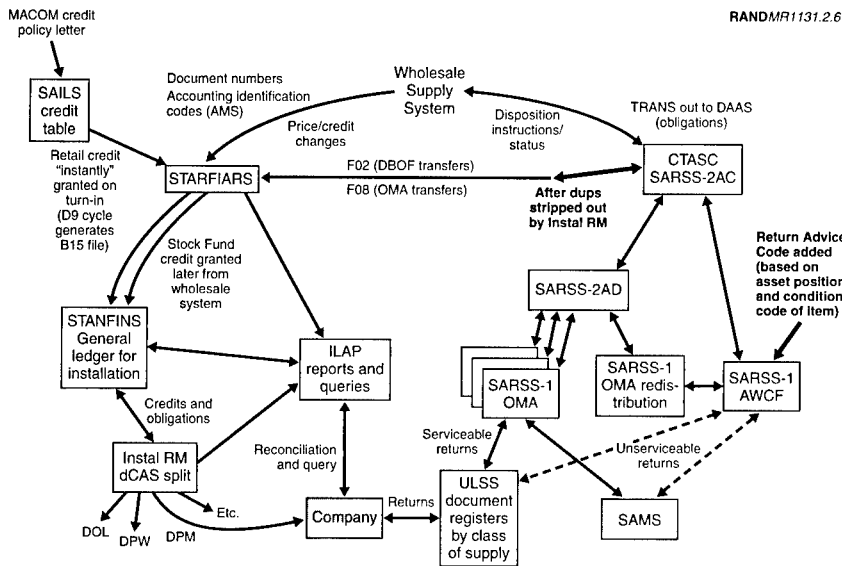 MACOM credit
policy letter
RANDMR1131.2.6
SAILS
credit
table
Document numbers
Accounting identification
codes (AMS)
Price/credit
changes
Wholesale
Supply
System
Disposition
instructions/
status
TRANS out to DAAS
(obligations)
Retail credit
"instantly"
granted on
turn-in
(D9 cycle
generates
B15 file)
STARFIARS
F02 (DBOF transfers)
F08 (OMA transfers)
CTASC
SARSS-2AC
After dups
stripped out
by Instal RM
Return Advice
Code added
(based on
asset position
and condition
code of item)
Stock Fund
credit granted
later from
wholesale
system
SARSS-2AD
STANFINS
General
ledger for
installation
ILAP
reports and
queries
SARSS-1
OMA
SARSS-1
OMA redis-
tribution
SARSS-1
AWCF
Credits and
obligations
Instal RM
dCAS split
Reconciliation
and query
Serviceable
returns
Unserviceable
returns
ULSS
document
registers
by class
of supply
SAMS
Company
Returns
Etc.
DOL
DPW
DPM